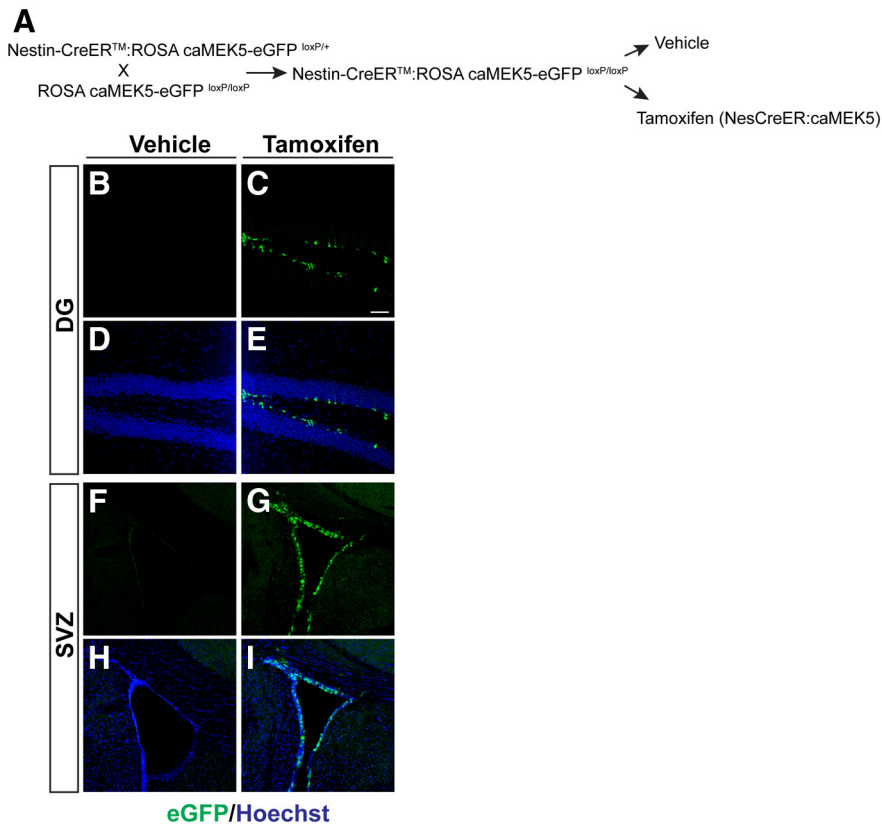 A
Nestin-CreER™:ROSA caMEK5-eGFP loxP/+
X
ROSA caMEK5-eGFP loxP/loxP
Nestin-CreER™:ROSA caMEK5-eGFP loxP/loxP
Vehicle
Tamoxifen (NesCreER:caMEK5)
Vehicle Tamoxifen
DG
B C
D E
SVZ
F G
H I
eGFP/Hoechst